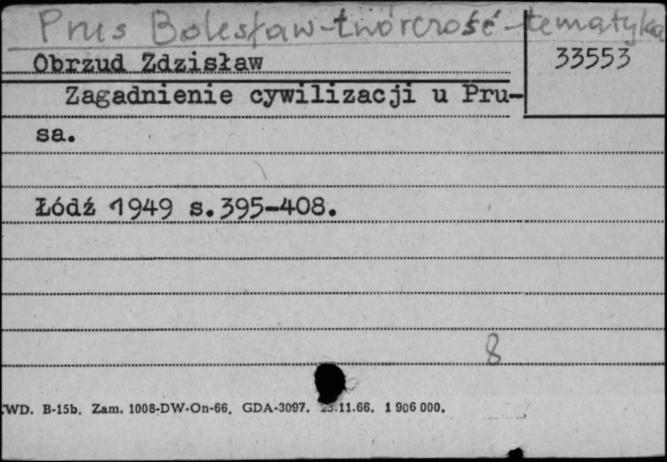 Prus Bolesław - twórczość - tematyka
Obrzud Zdzisław
33553
Zagadnienie cywilizacji u Pru-
sa.
Łódź 1949 s.395-408.
8
WD. B-15b. Zam. 1008-DW-On-66. GDA-3097. 23.11.66. 1 906 000.